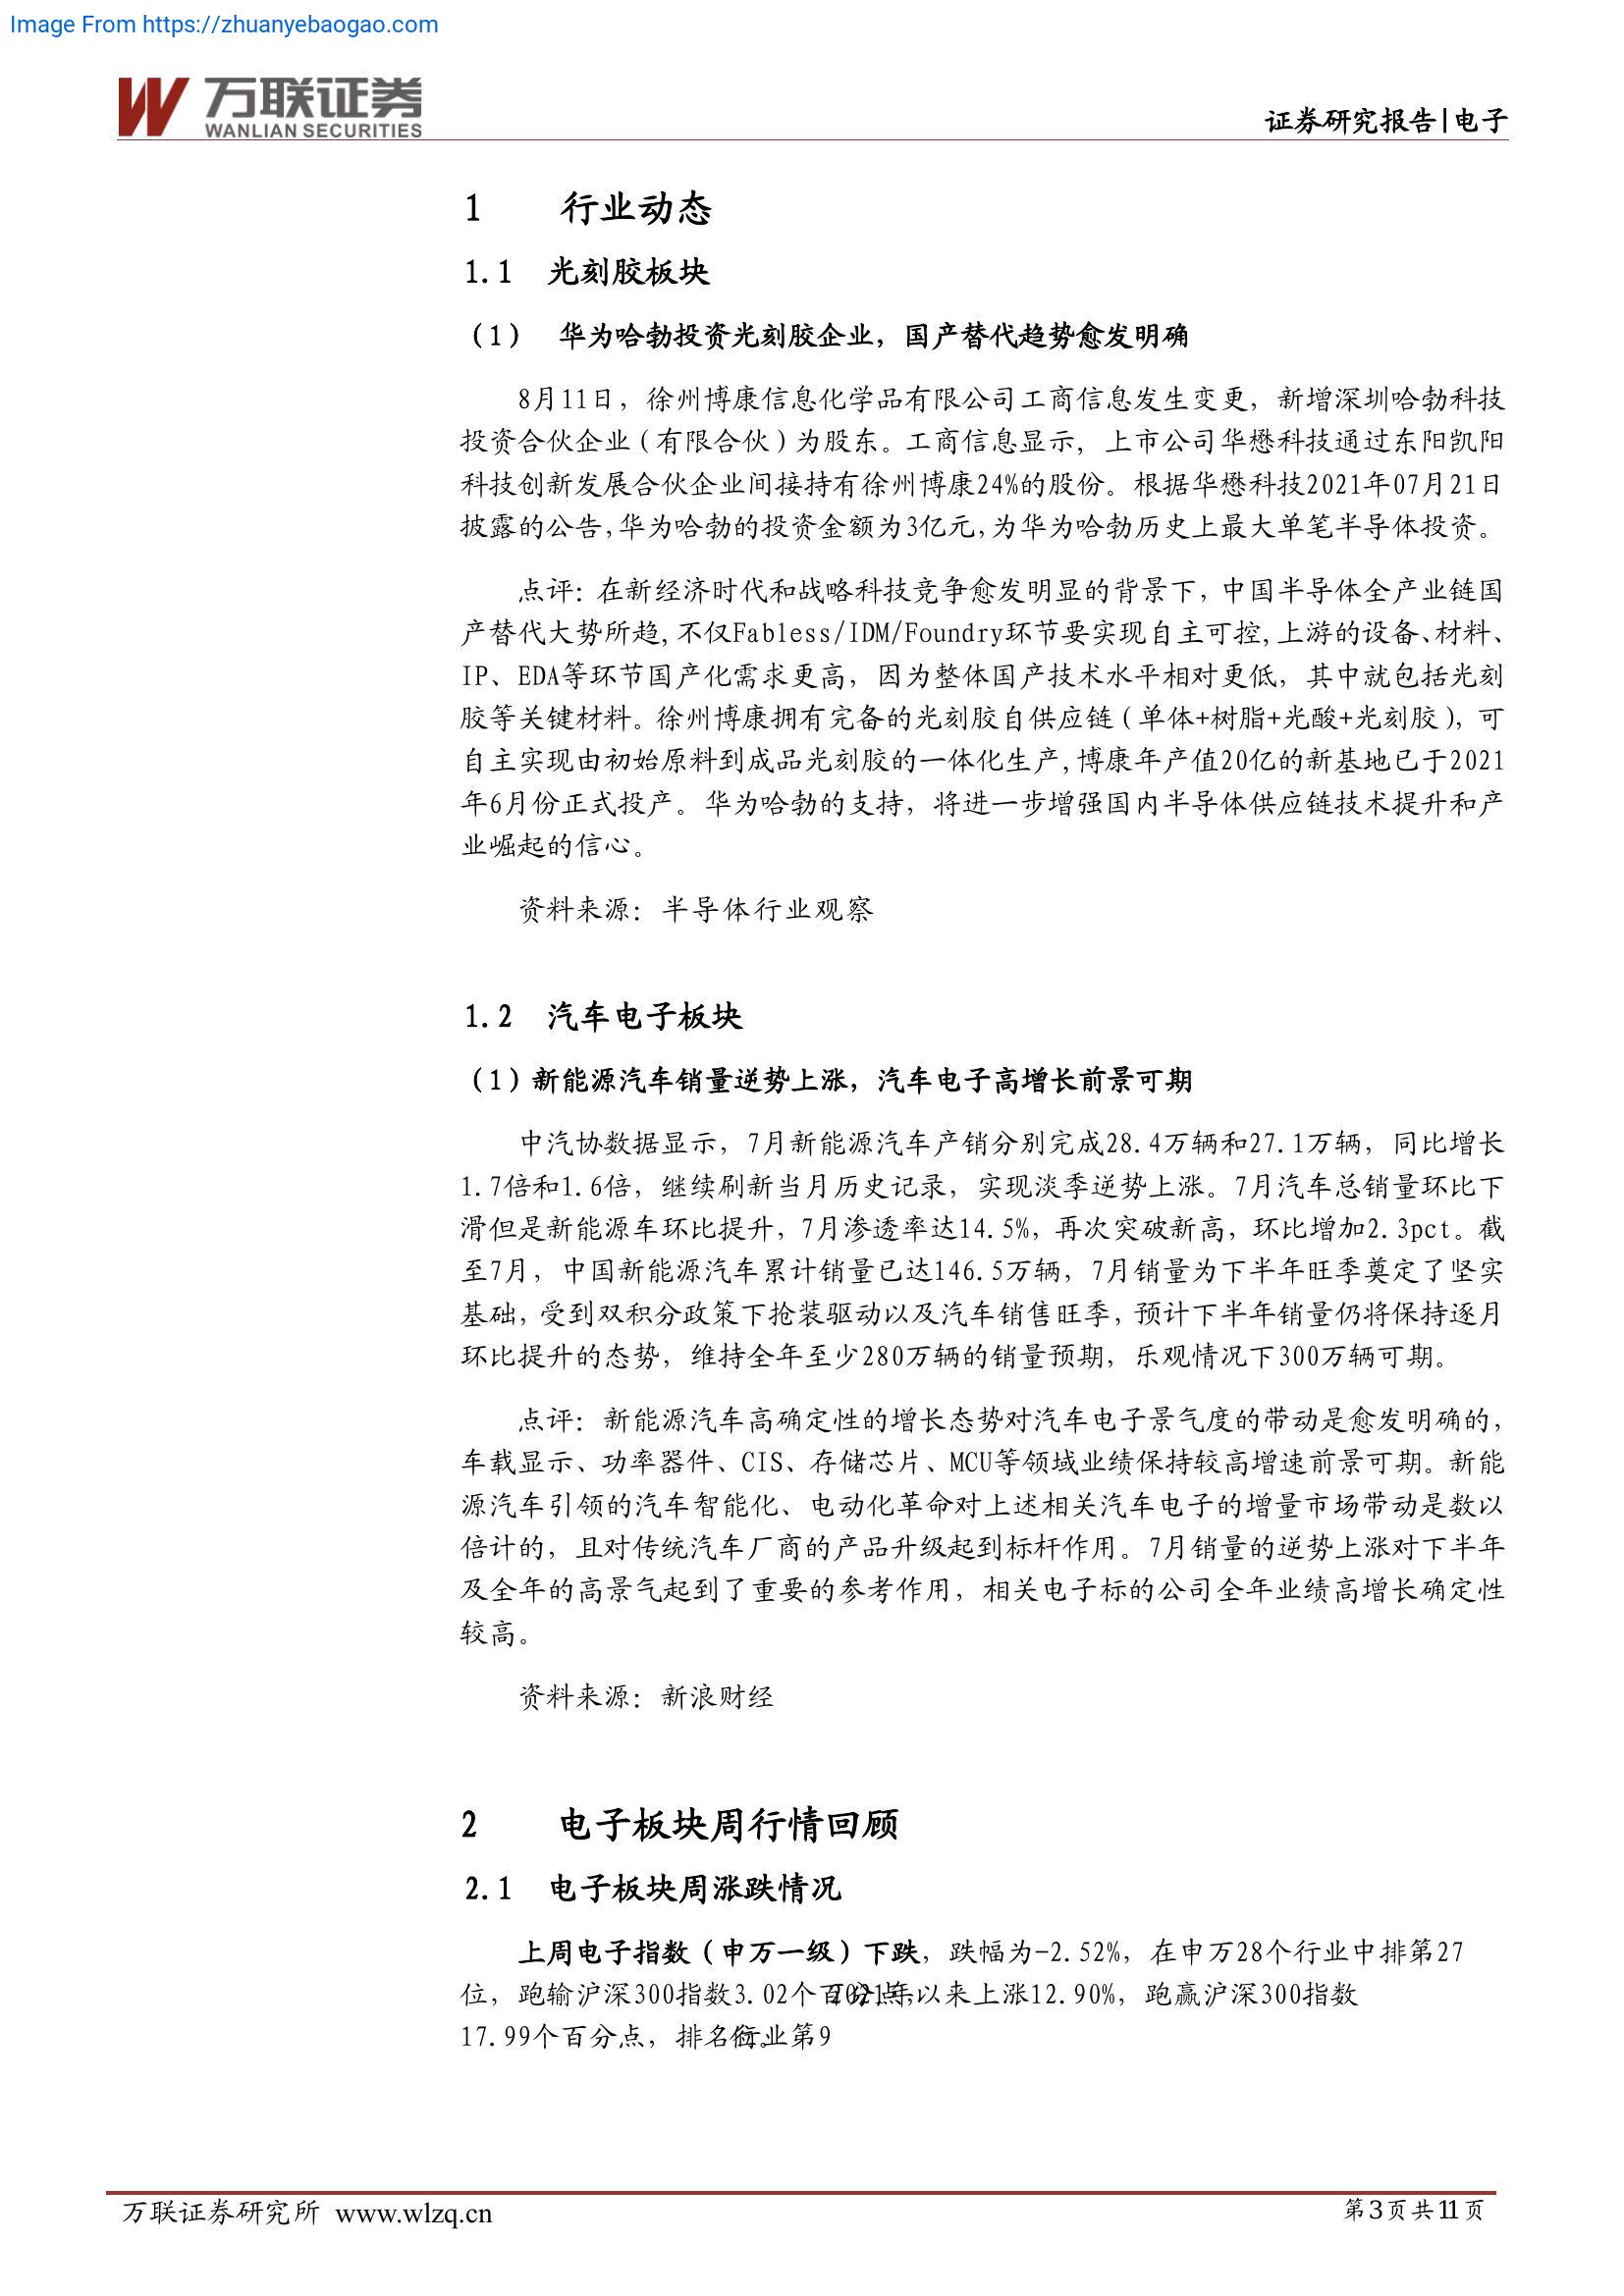 Image From https://zhuanyebaogao.com
万联证券
WANLIAN SECURITIES
证券研究报告|电子
1 行业动态
1.1 光刻胶板块
（1） 华为哈勃投资光刻胶企业，国产替代趋势愈发明确
8月11日，徐州博康信息化学品有限公司工商信息发生变更，新增深圳哈勃科技
投资合伙企业（有限合伙）为股东。工商信息显示，上市公司华懋科技通过东阳凯阳
科技创新发展合伙企业间接持有徐州博康24%的股份。根据华懋科技2021年07月21日
披露的公告,华为哈勃的投资金额为3亿元,为华为哈勃历史上最大单笔半导体投资。
点评：在新经济时代和战略科技竞争愈发明显的背景下，中国半导体全产业链国
产替代大势所趋,不仅Fabless/IDM/Foundry环节要实现自主可控,上游的设备、材料、
IP、EDA等环节国产化需求更高，因为整体国产技术水平相对更低，其中就包括光刻
胶等关键材料。徐州博康拥有完备的光刻胶自供应链（单体+树脂+光酸+光刻胶），可
自主实现由初始原料到成品光刻胶的一体化生产,博康年产值20亿的新基地已于2021
年6月份正式投产。华为哈勃的支持，将进一步增强国内半导体供应链技术提升和产
业崛起的信心。
资料来源：半导体行业观察
1.2 汽车电子板块
（1）新能源汽车销量逆势上涨，汽车电子高增长前景可期
中汽协数据显示，7月新能源汽车产销分别完成28.4万辆和27.1万辆，同比增长
1.7倍和1.6倍，继续刷新当月历史记录，实现淡季逆势上涨。7月汽车总销量环比下
滑但是新能源车环比提升，7月渗透率达14.5%，再次突破新高，环比增加2.3pct。截
至7月，中国新能源汽车累计销量已达146.5万辆，7月销量为下半年旺季奠定了坚实
基础，受到双积分政策下抢装驱动以及汽车销售旺季，预计下半年销量仍将保持逐月
环比提升的态势，维持全年至少280万辆的销量预期，乐观情况下300万辆可期。
点评：新能源汽车高确定性的增长态势对汽车电子景气度的带动是愈发明确的，
车载显示、功率器件、CIS、存储芯片、MCU等领域业绩保持较高增速前景可期。新能
源汽车引领的汽车智能化、电动化革命对上述相关汽车电子的增量市场带动是数以
倍计的，且对传统汽车厂商的产品升级起到标杆作用。7月销量的逆势上涨对下半年
及全年的高景气起到了重要的参考作用，相关电子标的公司全年业绩高增长确定性
较高。
资料来源：新浪财经
2 电子板块周行情回顾
2.1 电子板块周涨跌情况
上周电子指数（申万一级）下跌，跌幅为-2.52%，在申万28个行业中排第27
位，跑输沪深300指数3.02个百分点，2021年以来上涨12.90%，跑赢沪深300指数
17.99个百分点，排名行业第9位。
万联证券研究所 www.wlzq.cn
第3页共11页